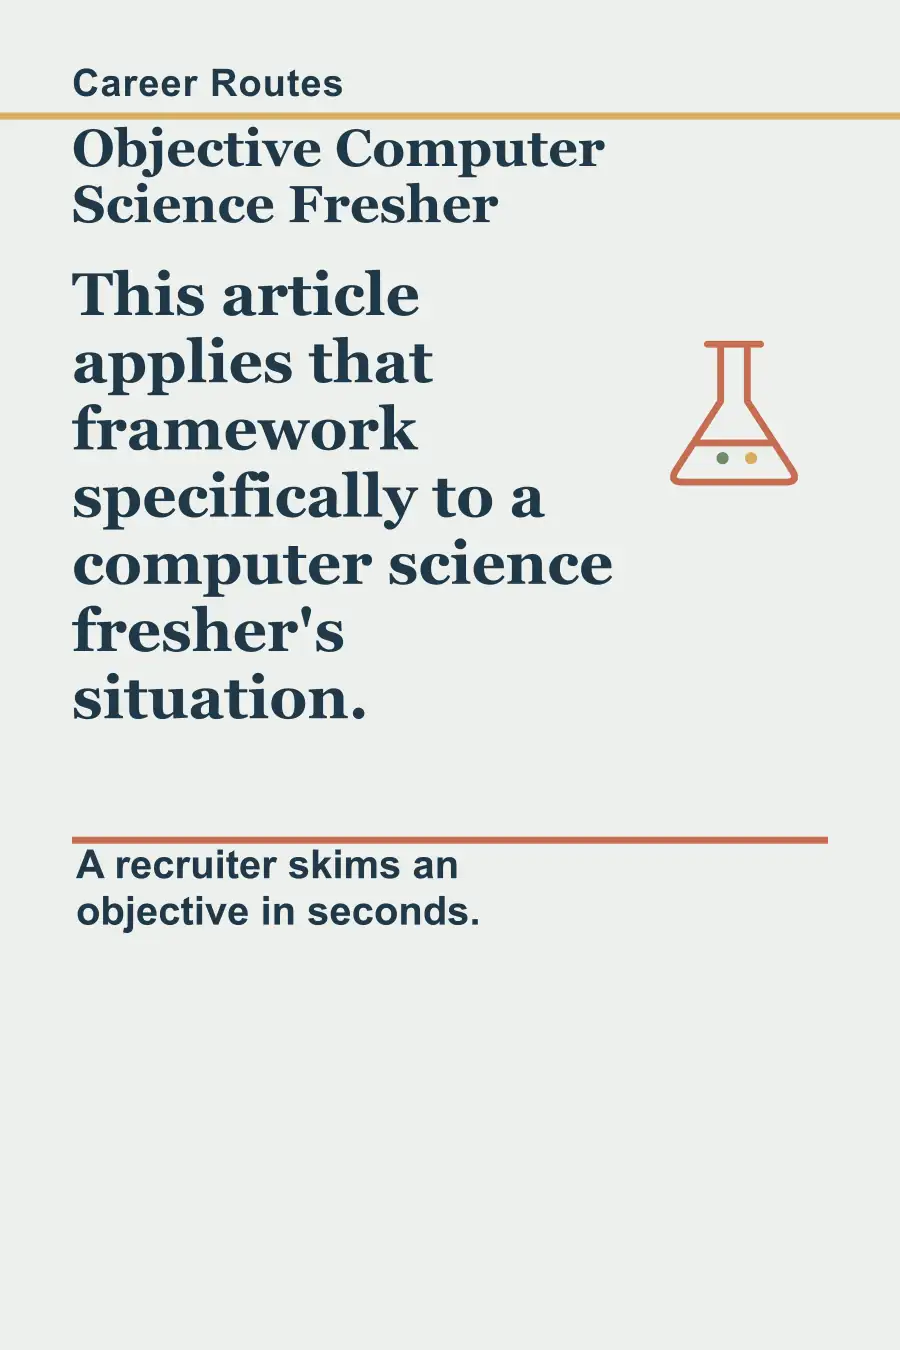 Career Routes
Objective Computer
Science Fresher
This article
applies that
framework
specifically to a
computer science
fresher's
situation.
A recruiter skims an
objective in seconds.